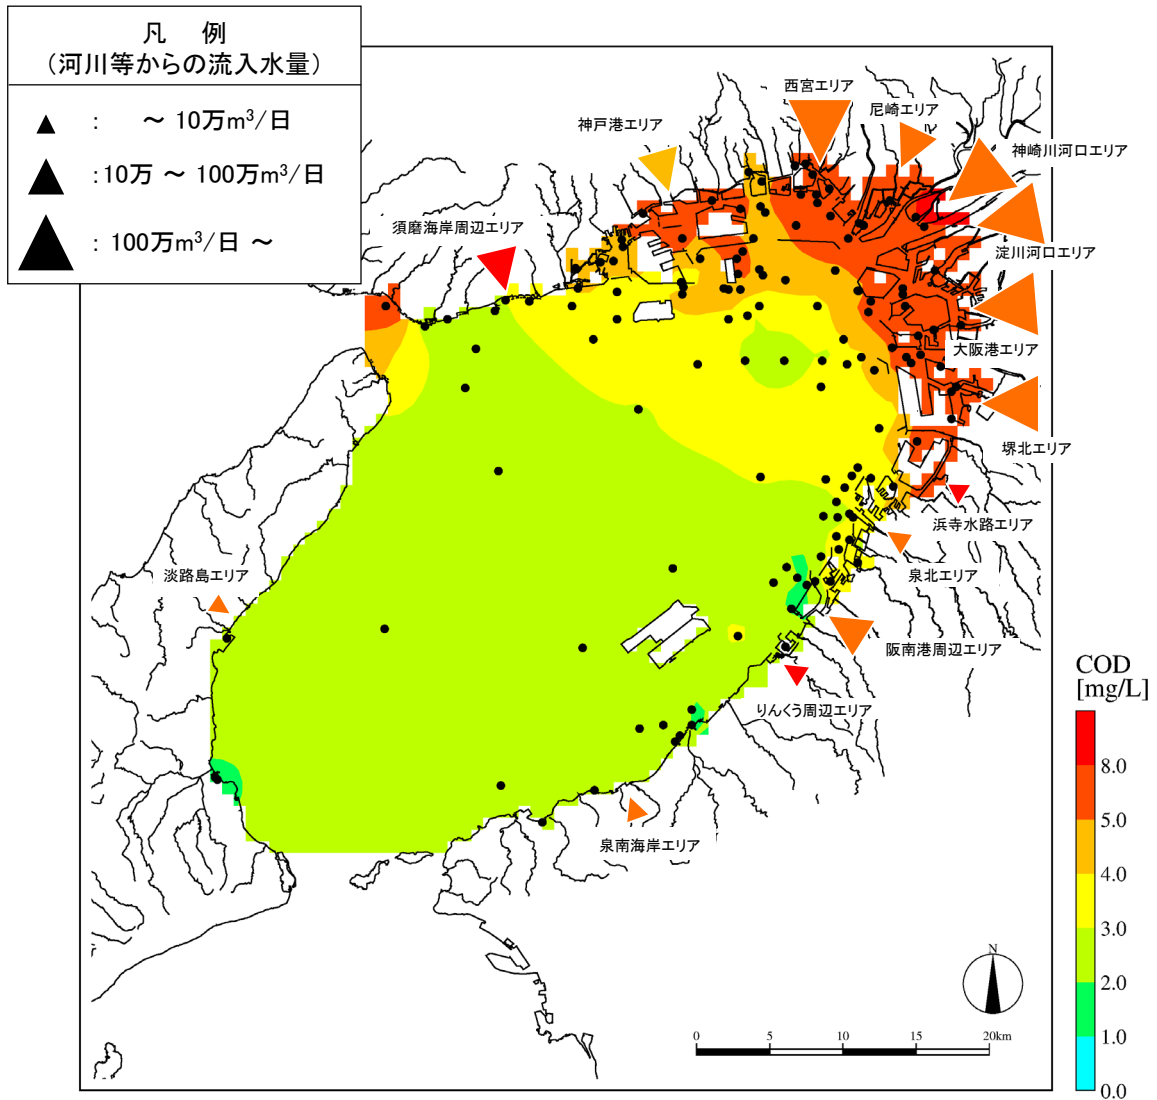 凡 例
(河川等からの流入水量)
: ～ 10万m³/日
:10万 ～ 100万m³/日
: 100万m³/日 ～
西宮エリア
尼崎エリア
神戸港エリア
神崎川河口エリア
須磨海岸周辺エリア
淀川河口エリア
大阪港エリア
堺北エリア
浜寺水路エリア
淡路島エリア
泉北エリア
阪南港周辺エリア
りんくう周辺エリア
泉南海岸エリア
COD
[mg/L]
8.0
5.0
4.0
3.0
2.0
1.0
0.0
N
0 5 10 15 20km